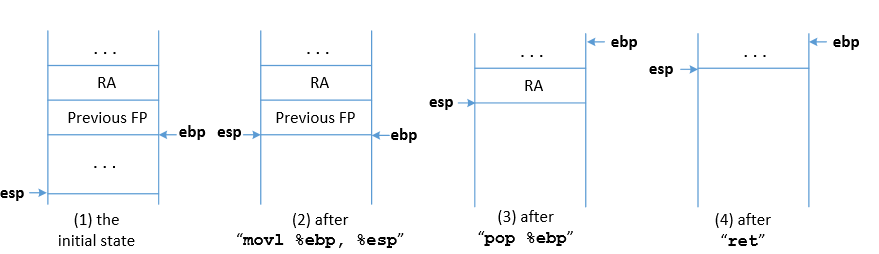 . . .
RA
Previous FP
ebp
. . .
esp
(1) the
initial state
. . .
RA
Previous FP
esp
ebp
(2) after
“movl %ebp, %esp”
ebp
. . .
RA
esp
(3) after
“pop %ebp”
ebp
. . .
esp
(4) after
“ret”